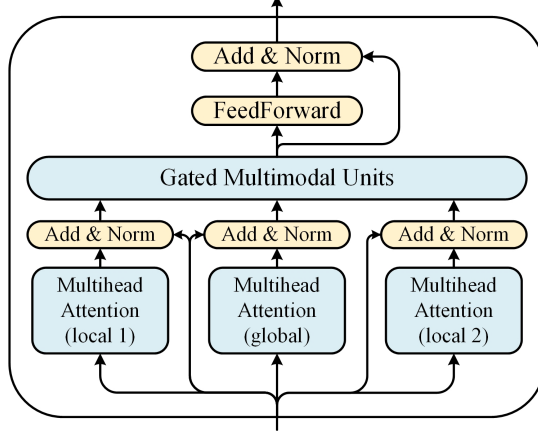 Add & Norm
FeedForward
Gated Multimodal Units
Add & Norm
Add & Norm
Add & Norm
Multihead
Attention
(local 1)
Multihead
Attention
(global)
Multihead
Attention
(local 2)